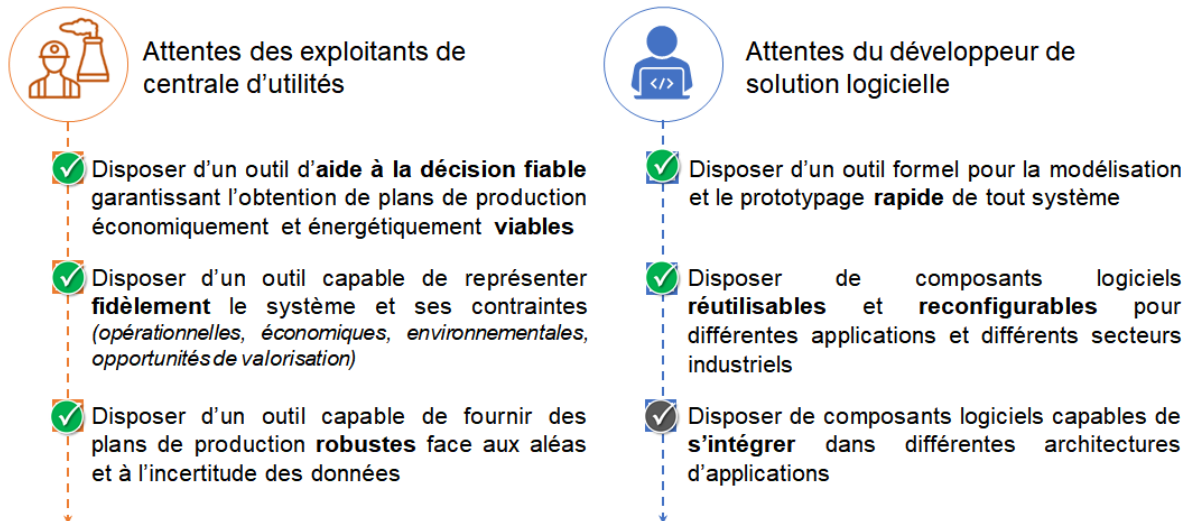 Attentes des exploitants de
centrale d'utilités
Disposer d'un outil d'aide à la décision fiable
garantissant l'obtention de plans de production
économiquement et énergétiquement viables
Disposer d'un outil capable de représenter
fidèlement le système et ses contraintes
(opérationnelles, économiques, environnementales,
opportunités de valorisation)
Disposer d'un outil capable de fournir des
plans de production robustes face aux aléas
et à l'incertitude des données
Attentes du développeur de
solution logicielle
</>
Disposer d'un outil formel pour la modélisation
et le prototypage rapide de tout système
Disposer de composants logiciels
réutilisables et reconfigurables pour
différentes applications et différents secteurs
industriels
Disposer de composants logiciels capables de
s'intégrer dans différentes architectures
d'applications